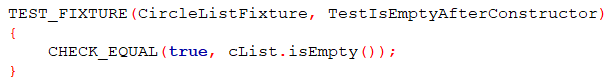 TEST_FIXTURE(CircleListFixture, TestIsEmptyAfterConstructor)
{
    CHECK_EQUAL(true, cList.isEmpty());
}